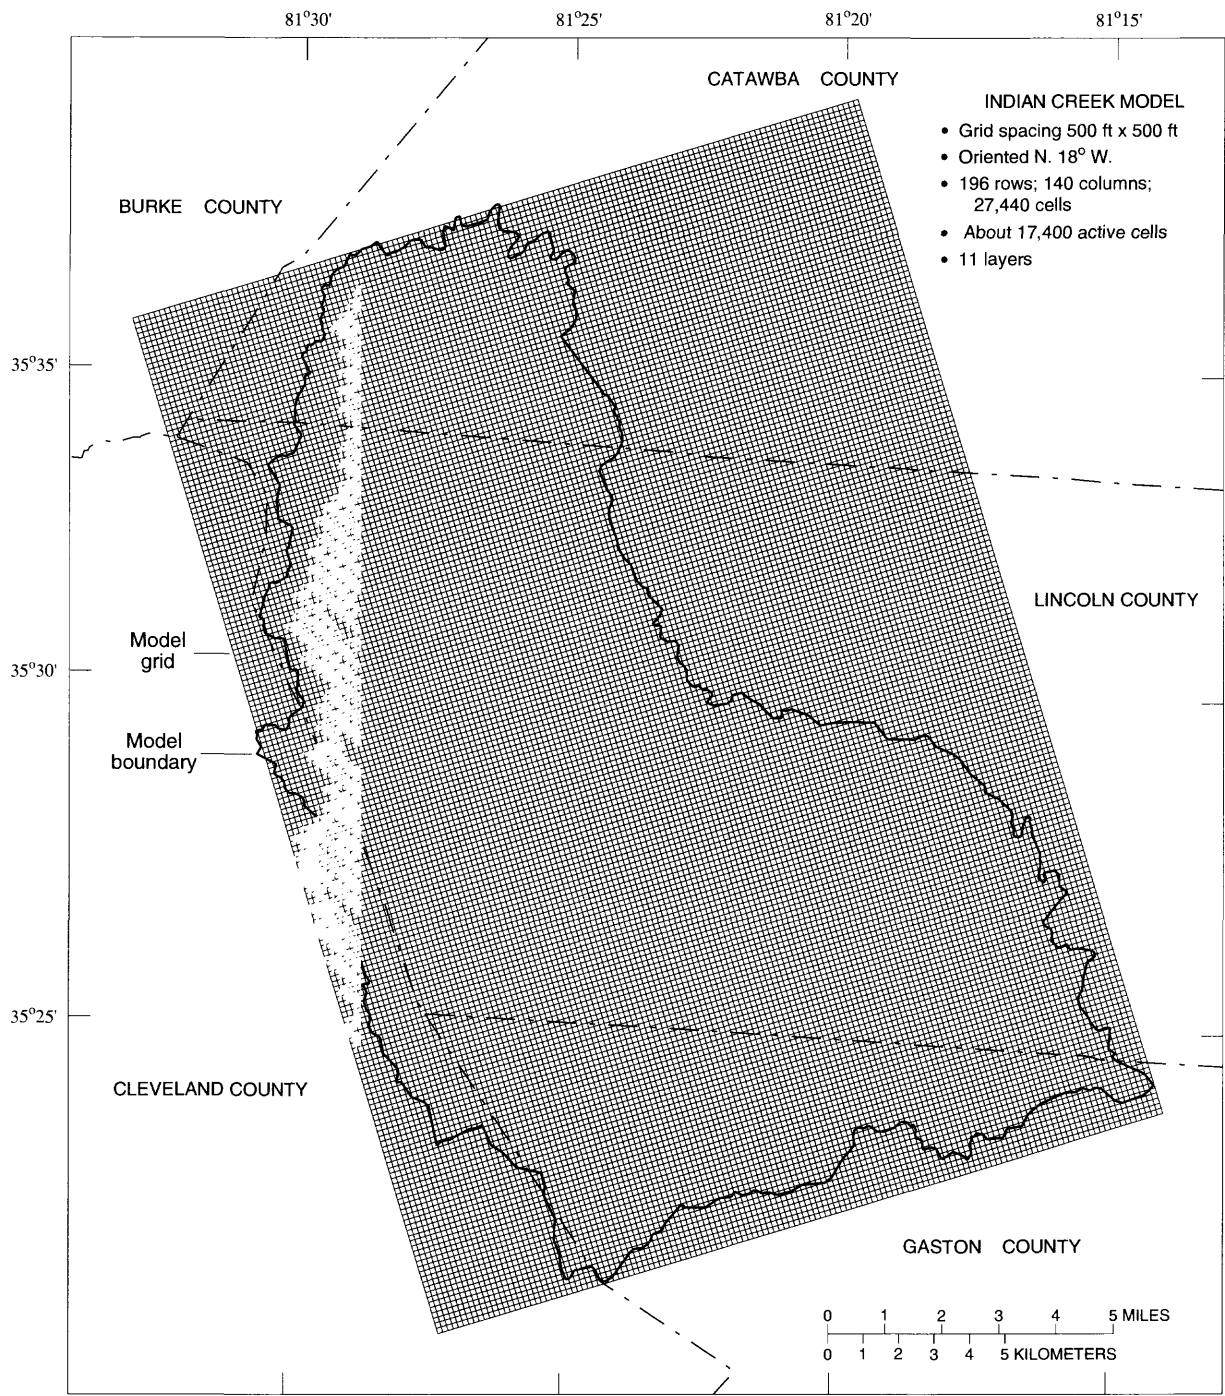 81°30' 81°25' 81°20' 81°15'
CATAWBA COUNTY
INDIAN CREEK MODEL
• Grid spacing 500 ft x 500 ft
• Oriented N. 18° W.
• 196 rows; 140 columns;
27,440 cells
• About 17,400 active cells
• 11 layers
BURKE COUNTY
35°35'
LINCOLN COUNTY
Model
grid
35°30'
Model
boundary
35°25'
CLEVELAND COUNTY
GASTON COUNTY
0 1 2 3 4 5 MILES
0 1 2 3 4 5 KILOMETERS